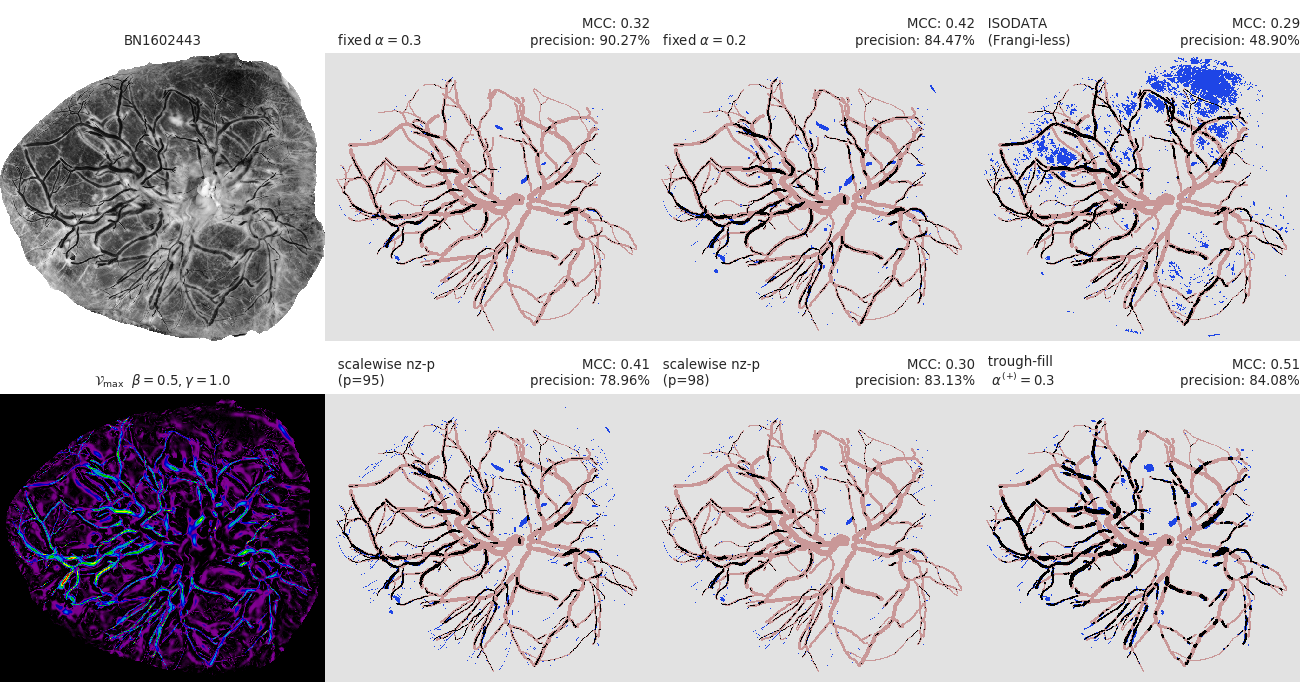 BN1602443
fixed α = 0.3
MCC: 0.32
precision: 90.27%
fixed α = 0.2
MCC: 0.42
precision: 84.47%
ISODATA
(Frangi-less)
MCC: 0.29
precision: 48.90%
𝒱max β = 0.5, γ = 1.0
scalewise nz-p
(p=95)
MCC: 0.41
precision: 78.96%
scalewise nz-p
(p=98)
MCC: 0.30
precision: 83.13%
trough-fill
α(+) = 0.3
MCC: 0.51
precision: 84.08%